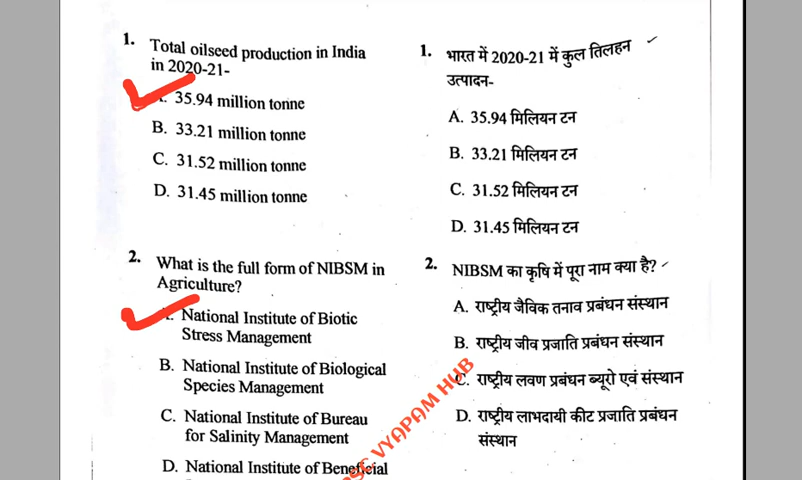 1. Total oilseed production in India
in 2020-21-
35.94 million tonne
B. 33.21 million tonne
C. 31.52 million tonne
D. 31.45 million tonne
2. What is the full form of NIBSM in
Agriculture?
National Institute of Biotic
Stress Management
B. National Institute of Biological
Species Management
C. National Institute of Bureau
for Salinity Management
D. National Institute of Beneficial
1. भारत में 2020-21 में कुल तिलहन
उत्पादन-
A. 35.94 मिलियन टन
B. 33.21 मिलियन टन
C. 31.52 मिलियन टन
D. 31.45 मिलियन टन
2. NIBSM का कृषि में पूरा नाम क्या है?
A. राष्ट्रीय जैविक तनाव प्रबंधन संस्थान
B. राष्ट्रीय जीव प्रजाति प्रबंधन संस्थान
C. राष्ट्रीय लवण प्रबंधन ब्यूरो एवं संस्थान
D. राष्ट्रीय लाभदायी कीट प्रजाति प्रबंधन
संस्थान
VYAPAM HUB